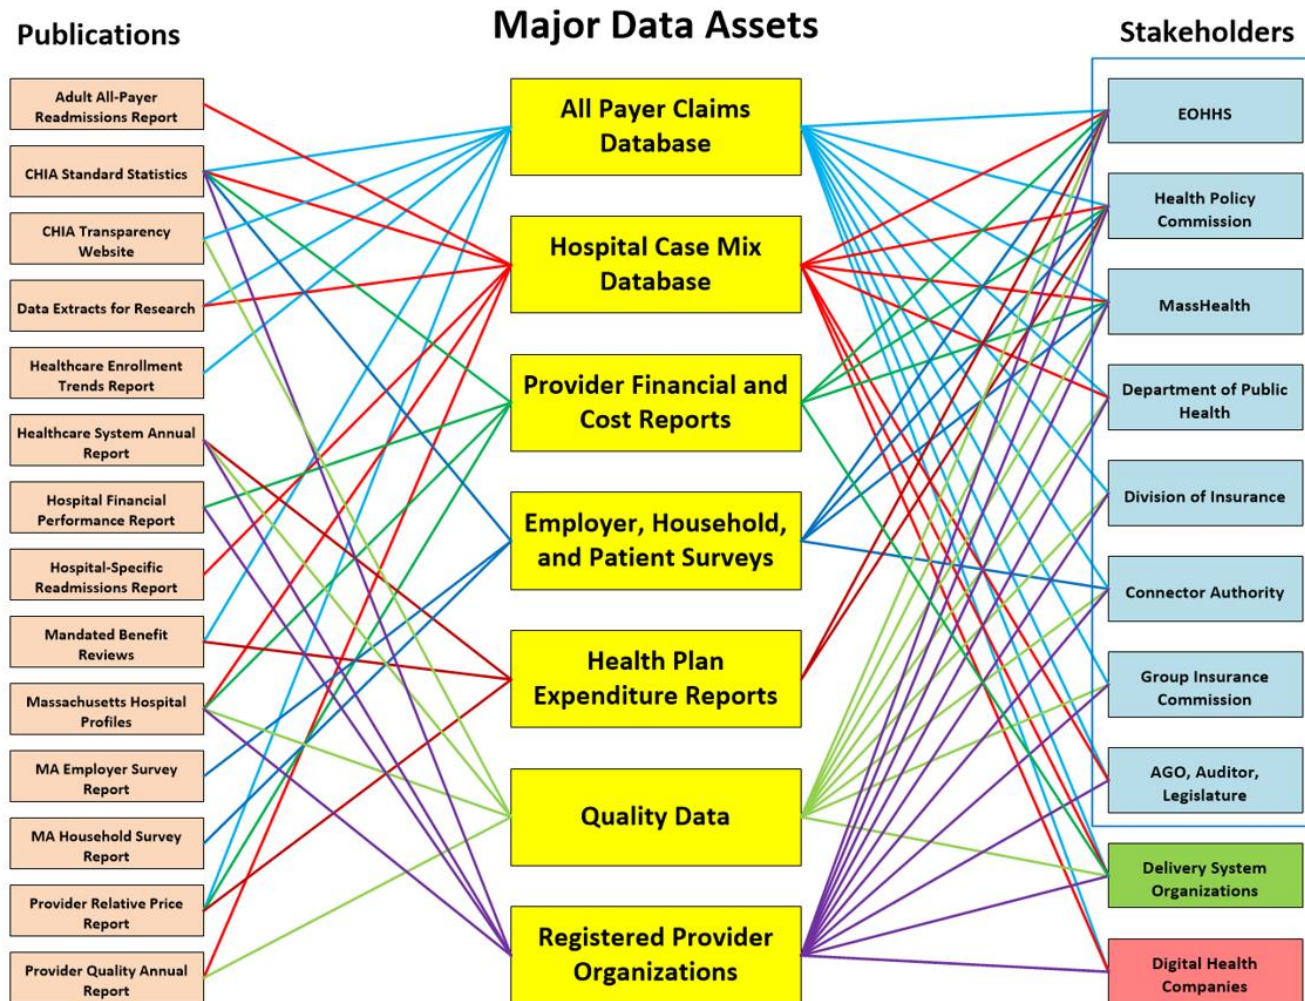 Publications
Major Data Assets
Stakeholders
Adult All-Payer
Readmissions Report
CHIA Standard Statistics
CHIA Transparency
Website
Data Extracts for Research
Healthcare Enrollment
Trends Report
Healthcare System Annual
Report
Hospital Financial
Performance Report
Hospital-Specific
Readmissions Report
Mandated Benefit
Reviews
Massachusetts Hospital
Profiles
MA Employer Survey
Report
MA Household Survey
Report
Provider Relative Price
Report
Provider Quality Annual
Report
All Payer Claims
Database
Hospital Case Mix
Database
Provider Financial and
Cost Reports
Employer, Household,
and Patient Surveys
Health Plan
Expenditure Reports
Quality Data
Registered Provider
Organizations
EOHHS
Health Policy
Commission
MassHealth
Department of Public
Health
Division of Insurance
Connector Authority
Group Insurance
Commission
AGO, Auditor,
Legislature
Delivery System
Organizations
Digital Health
Companies